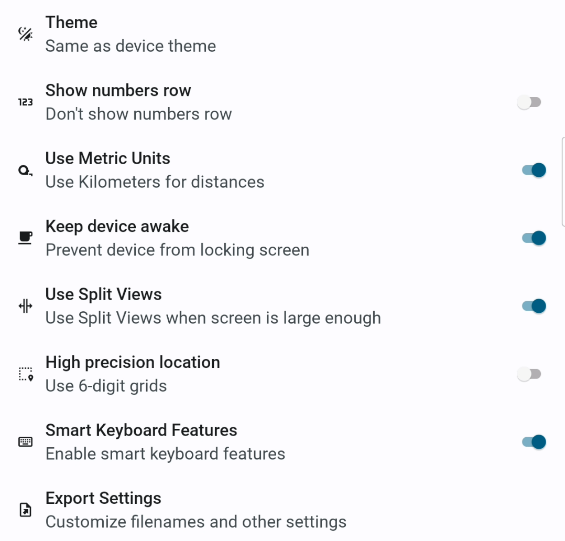 Theme
Same as device theme
123
Show numbers row
Don't show numbers row
Use Metric Units
Use Kilometers for distances
Keep device awake
Prevent device from locking screen
Use Split Views
Use Split Views when screen is large enough
High precision location
Use 6-digit grids
Smart Keyboard Features
Enable smart keyboard features
Export Settings
Customize filenames and other settings